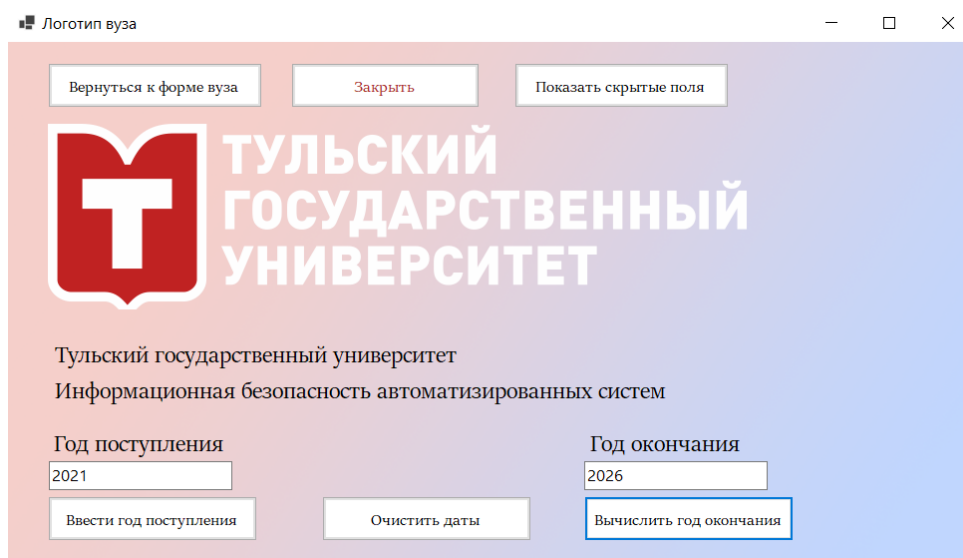 Логотип вуза
Вернуться к форме вуза
Закрыть
Показать скрытые поля
Т
ТУЛЬСКИЙ
ГОСУДАРСТВЕННЫЙ
УНИВЕРСИТЕТ
Тульский государственный университет
Информационная безопасность автоматизированных систем
Год поступления
Год окончания
2021
2026
Ввести год поступления
Очистить даты
Вычислить год окончания